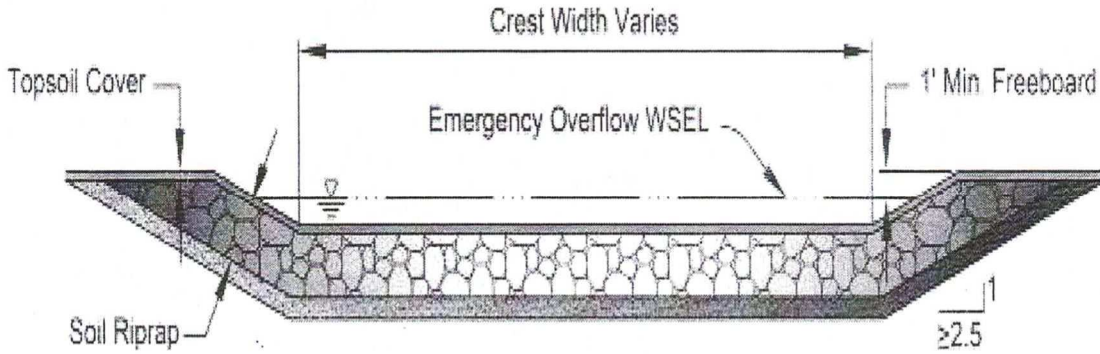 Crest Width Varies
Topsoil Cover
1' Min Freeboard
Emergency Overflow WSEL
Soil Riprap
1
≥2.5